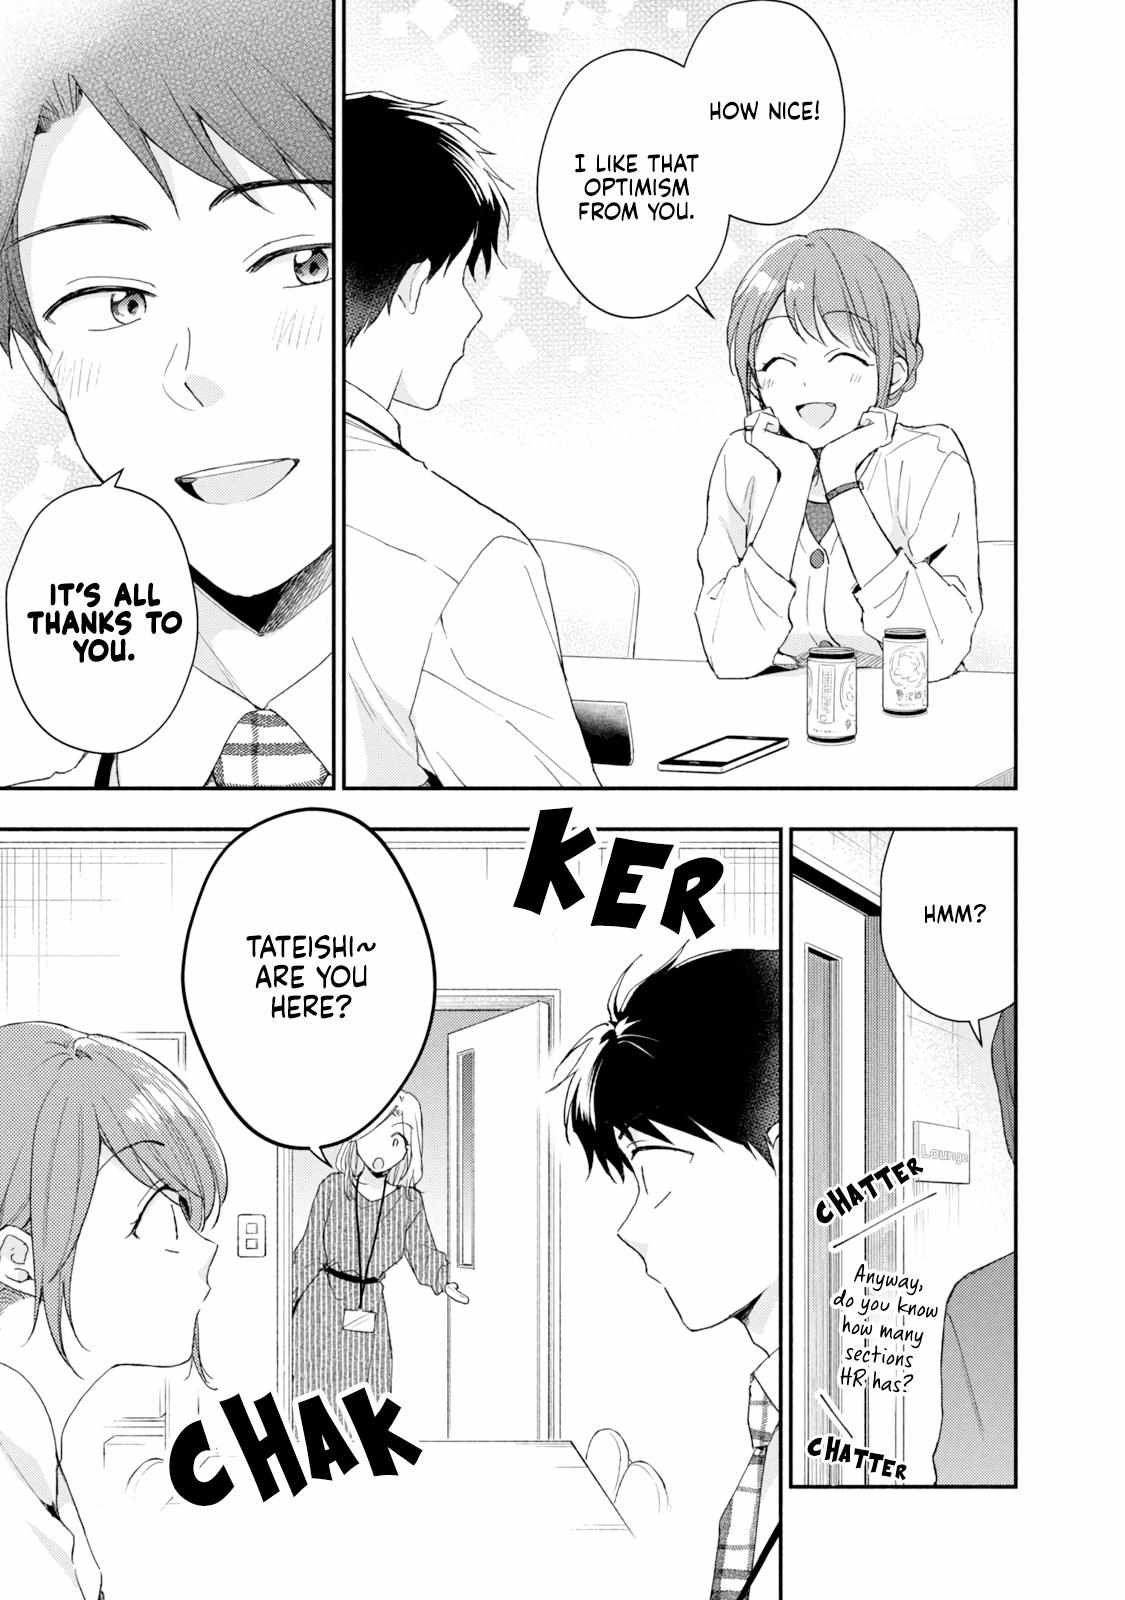 HOW NICE!
I LIKE THAT
OPTIMISM
FROM YOU.
IT'S ALL
THANKS TO
YOU.
HMM?
Lounge
CHATTER
Anyway,
do you know
how many
sections
HR has?
CHATTER
KER
TATEISHI~
ARE YOU
HERE?
CHAK